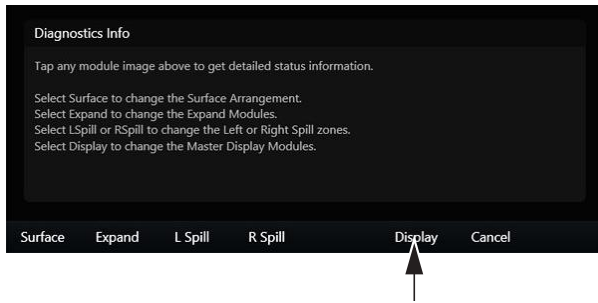 Diagnostics Info
Tap any module image above to get detailed status information.
Select Surface to change the Surface Arrangement.
Select Expand to change the Expand Modules.
Select LSpill or RSpill to change the Left or Right Spill zones.
Select Display to change the Master Display Modules.
Surface Expand L Spill R Spill Display Cancel